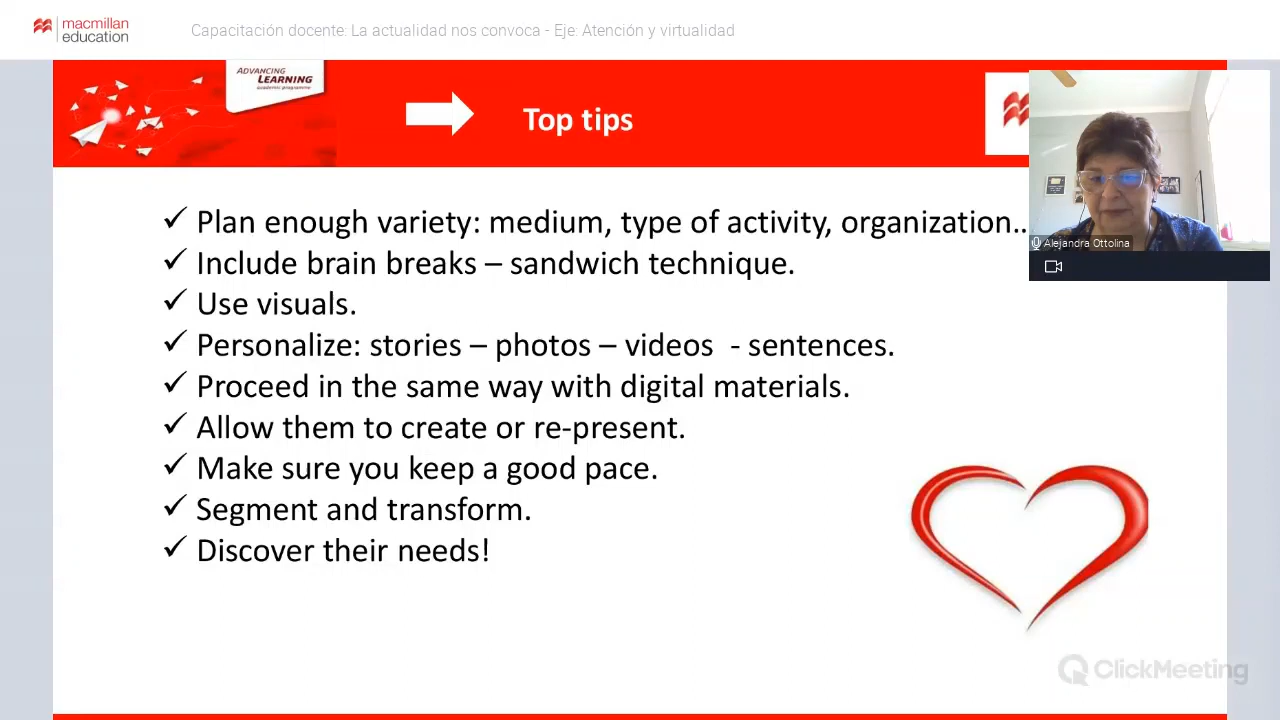 macmillan
education
Capacitación docente: La actualidad nos convoca - Eje: Atención y virtualidad
ADVANCING
LEARNING
academic programme
Top tips
✓ Plan enough variety: medium, type of activity, organization..
✓ Include brain breaks – sandwich technique.
✓ Use visuals.
✓ Personalize: stories – photos – videos - sentences.
✓ Proceed in the same way with digital materials.
✓ Allow them to create or re-present.
✓ Make sure you keep a good pace.
✓ Segment and transform.
✓ Discover their needs!
Alejandra Ottolina
ClickMeeting